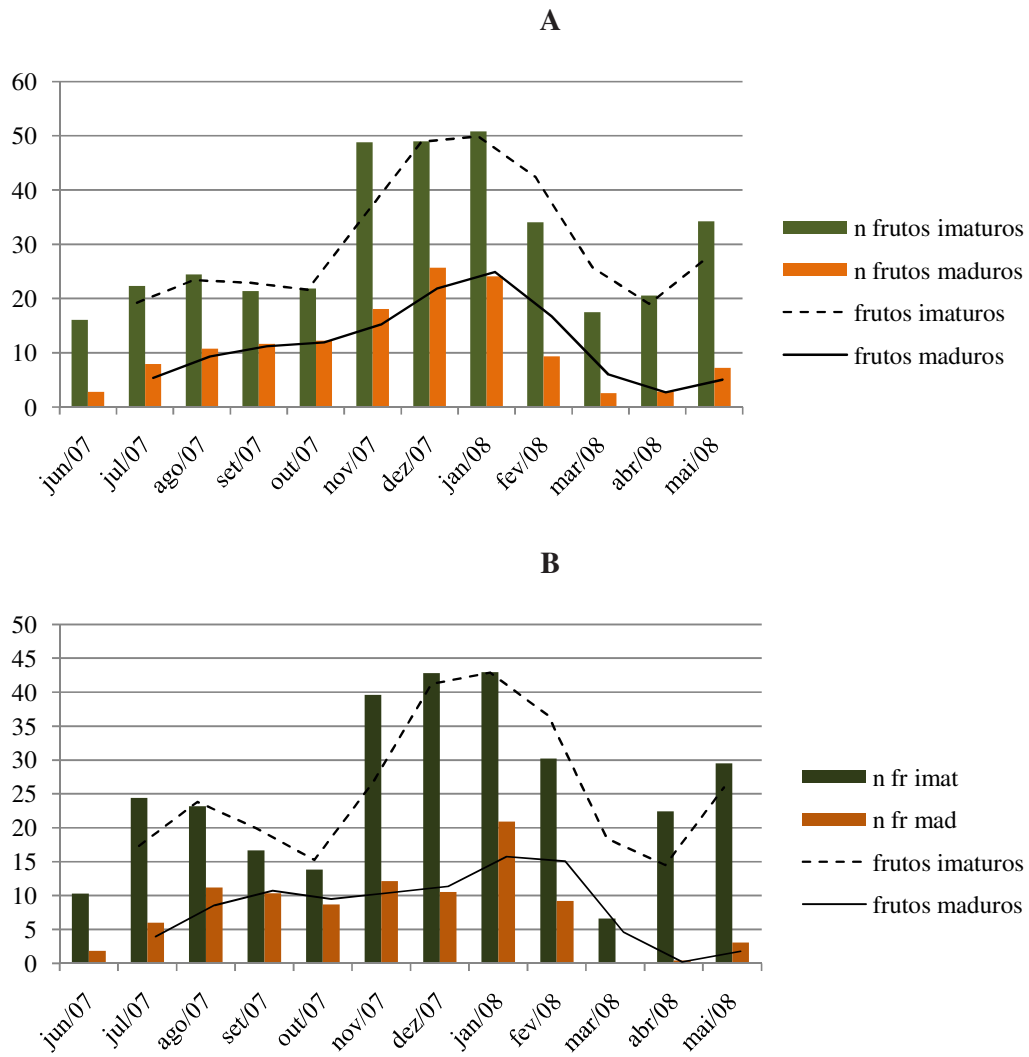 A
60
50
40
30
20
10
0
jun/07
jul/07
ago/07
set/07
out/07
nov/07
dez/07
jan/08
fev/08
mar/08
abr/08
mai/08
n frutos imaturos
n frutos maduros
frutos imaturos
frutos maduros
B
50
45
40
35
30
25
20
15
10
5
0
jun/07
jul/07
ago/07
set/07
out/07
nov/07
dez/07
jan/08
fev/08
mar/08
abr/08
mai/08
n fr imat
n fr mad
frutos imaturos
frutos maduros